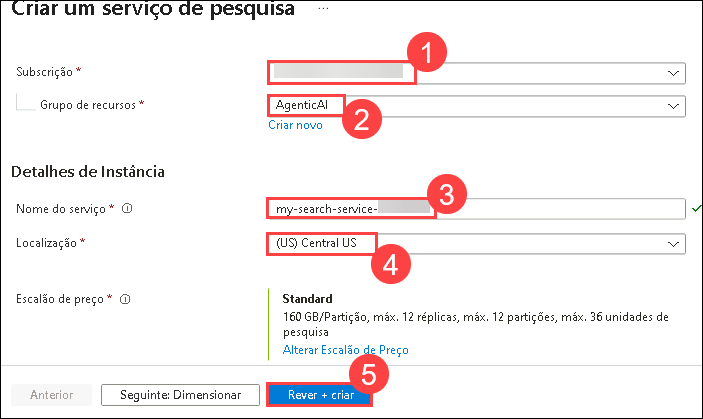 Criar um serviço de pesquisa ...
1
Subscrição *
Grupo de recursos *
AgenticAI
2
Criar novo
Detalhes de Instância
3
Nome do serviço *
my-search-service-
Localização *
(US) Central US
4
Escalão de preço *
Standard
160 GB/Partição, máx. 12 réplicas, máx. 12 partições, máx. 36 unidades de
pesquisa
Alterar Escalão de Preço
5
Anterior
Seguinte: Dimensionar
Rever + criar